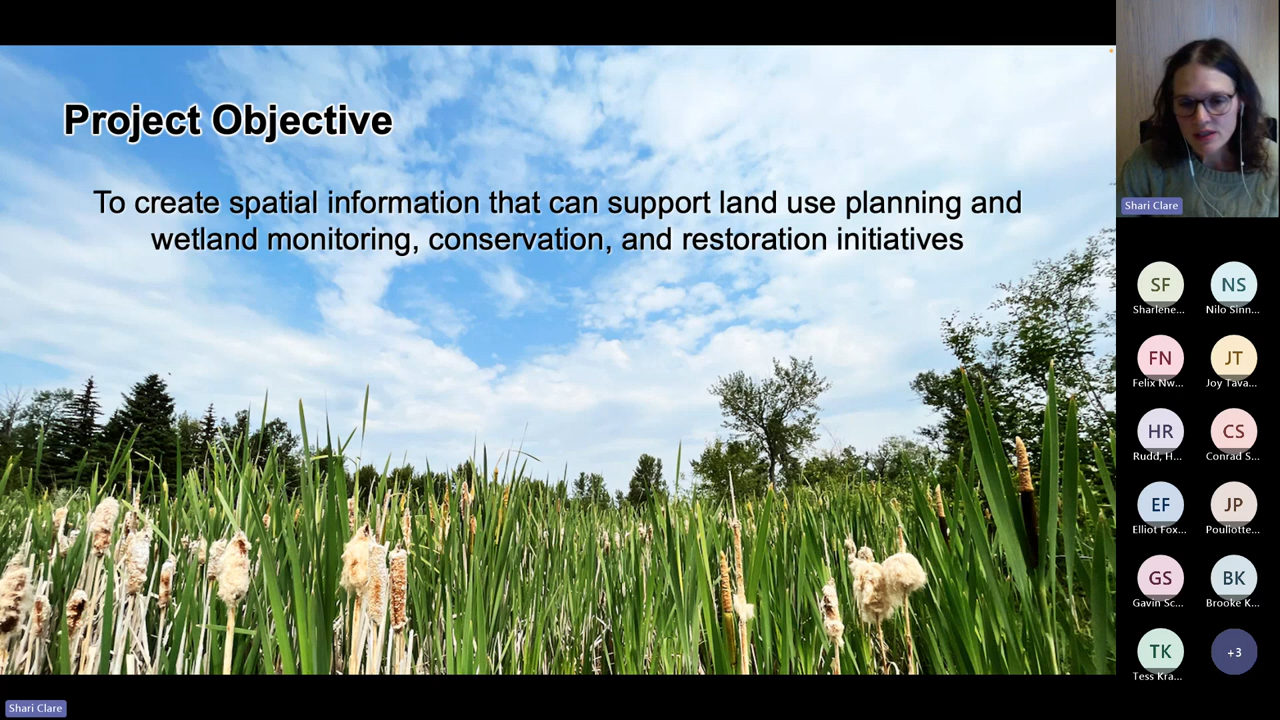 Project Objective
To create spatial information that can support land use planning and
wetland monitoring, conservation, and restoration initiatives
Shari Clare
SF
NS
Sharlene...
Nilo Sinn...
FN
JT
Felix Nw...
Joy Tava...
HR
CS
Rudd, H...
Conrad S...
EF
JP
Elliot Fox...
Pouliotte...
GS
BK
Gavin Sc...
Brooke K...
TK
+3
Tess Kra...
Shari Clare